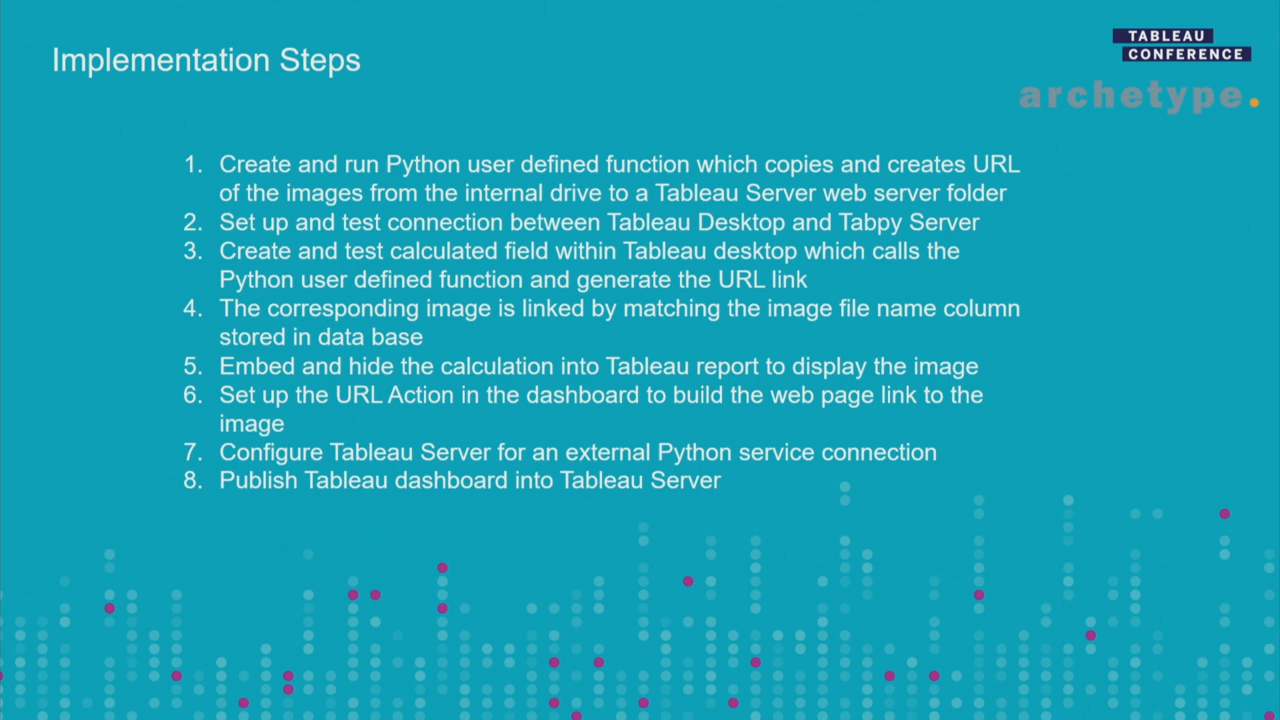 Implementation Steps
TABLEAU
CONFERENCE
archetype.
1. Create and run Python user defined function which copies and creates URL
of the images from the internal drive to a Tableau Server web server folder
2. Set up and test connection between Tableau Desktop and Tabpy Server
3. Create and test calculated field within Tableau desktop which calls the
Python user defined function and generate the URL link
4. The corresponding image is linked by matching the image file name column
stored in data base
5. Embed and hide the calculation into Tableau report to display the image
6. Set up the URL Action in the dashboard to build the web page link to the
image
7. Configure Tableau Server for an external Python service connection
8. Publish Tableau dashboard into Tableau Server